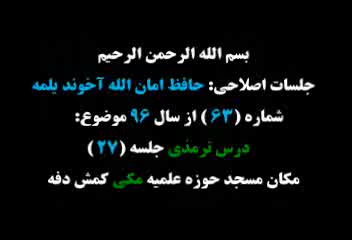 بسم الله الرحمن الرحیم
جلسات اصلاحی: حافظ امان الله آخوند یلمه
شماره (۶۳) از سال ۹۶ موضوع:
درس ترمذی جلسه (۲۷)
مکان مسجد حوزه علمیه مکی کمش دفه